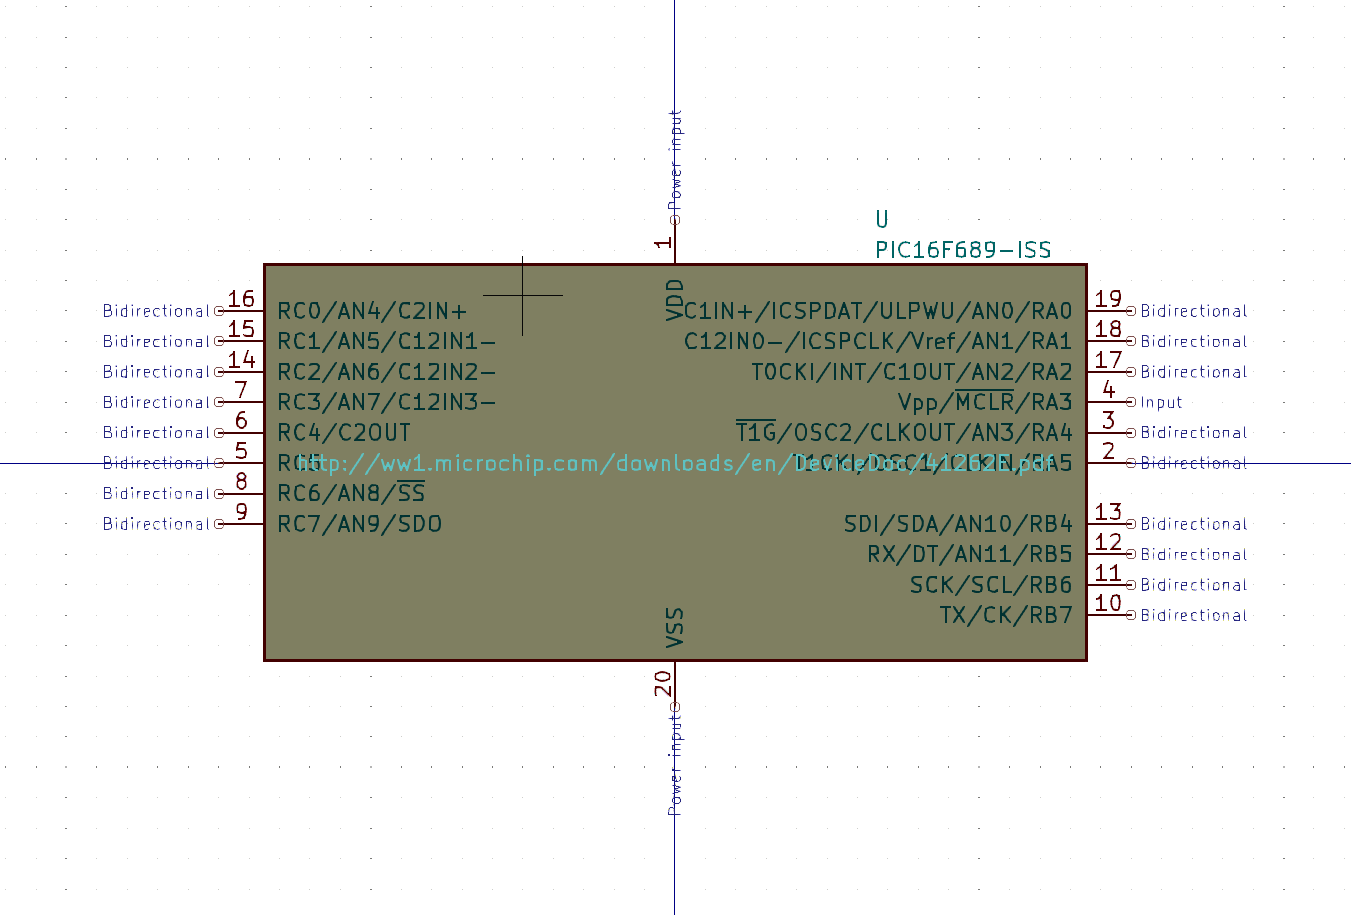 Power input
1
U
PIC16F689-ISS
VDD
Bidirectional 16 RC0/AN4/C2IN+
C1IN+/ICSPDAT/ULPWU/AN0/RA0 19 Bidirectional
Bidirectional 15 RC1/AN5/C12IN1-
C12IN0-/ICSPCLK/Vref/AN1/RA1 18 Bidirectional
Bidirectional 14 RC2/AN6/C12IN2-
T0CKI/INT/C1OUT/AN2/RA2 17 Bidirectional
Bidirectional 7 RC3/AN7/C12IN3-
Vpp/MCLR/RA3 4 Input
Bidirectional 6 RC4/C2OUT
T1G/OSC2/CLKOUT/AN3/RA4 3 Bidirectional
Bidirectional 5 RC5
http://ww1.microchip.com/downloads/en/DeviceDoc/41262E.pdf
T1CKI/OSC1/CLKIN/RA5 2 Bidirectional
Bidirectional 8 RC6/AN8/SS
Bidirectional 9 RC7/AN9/SDO
SDI/SDA/AN10/RB4 13 Bidirectional
RX/DT/AN11/RB5 12 Bidirectional
SCK/SCL/RB6 11 Bidirectional
TX/CK/RB7 10 Bidirectional
VSS
20
Power input